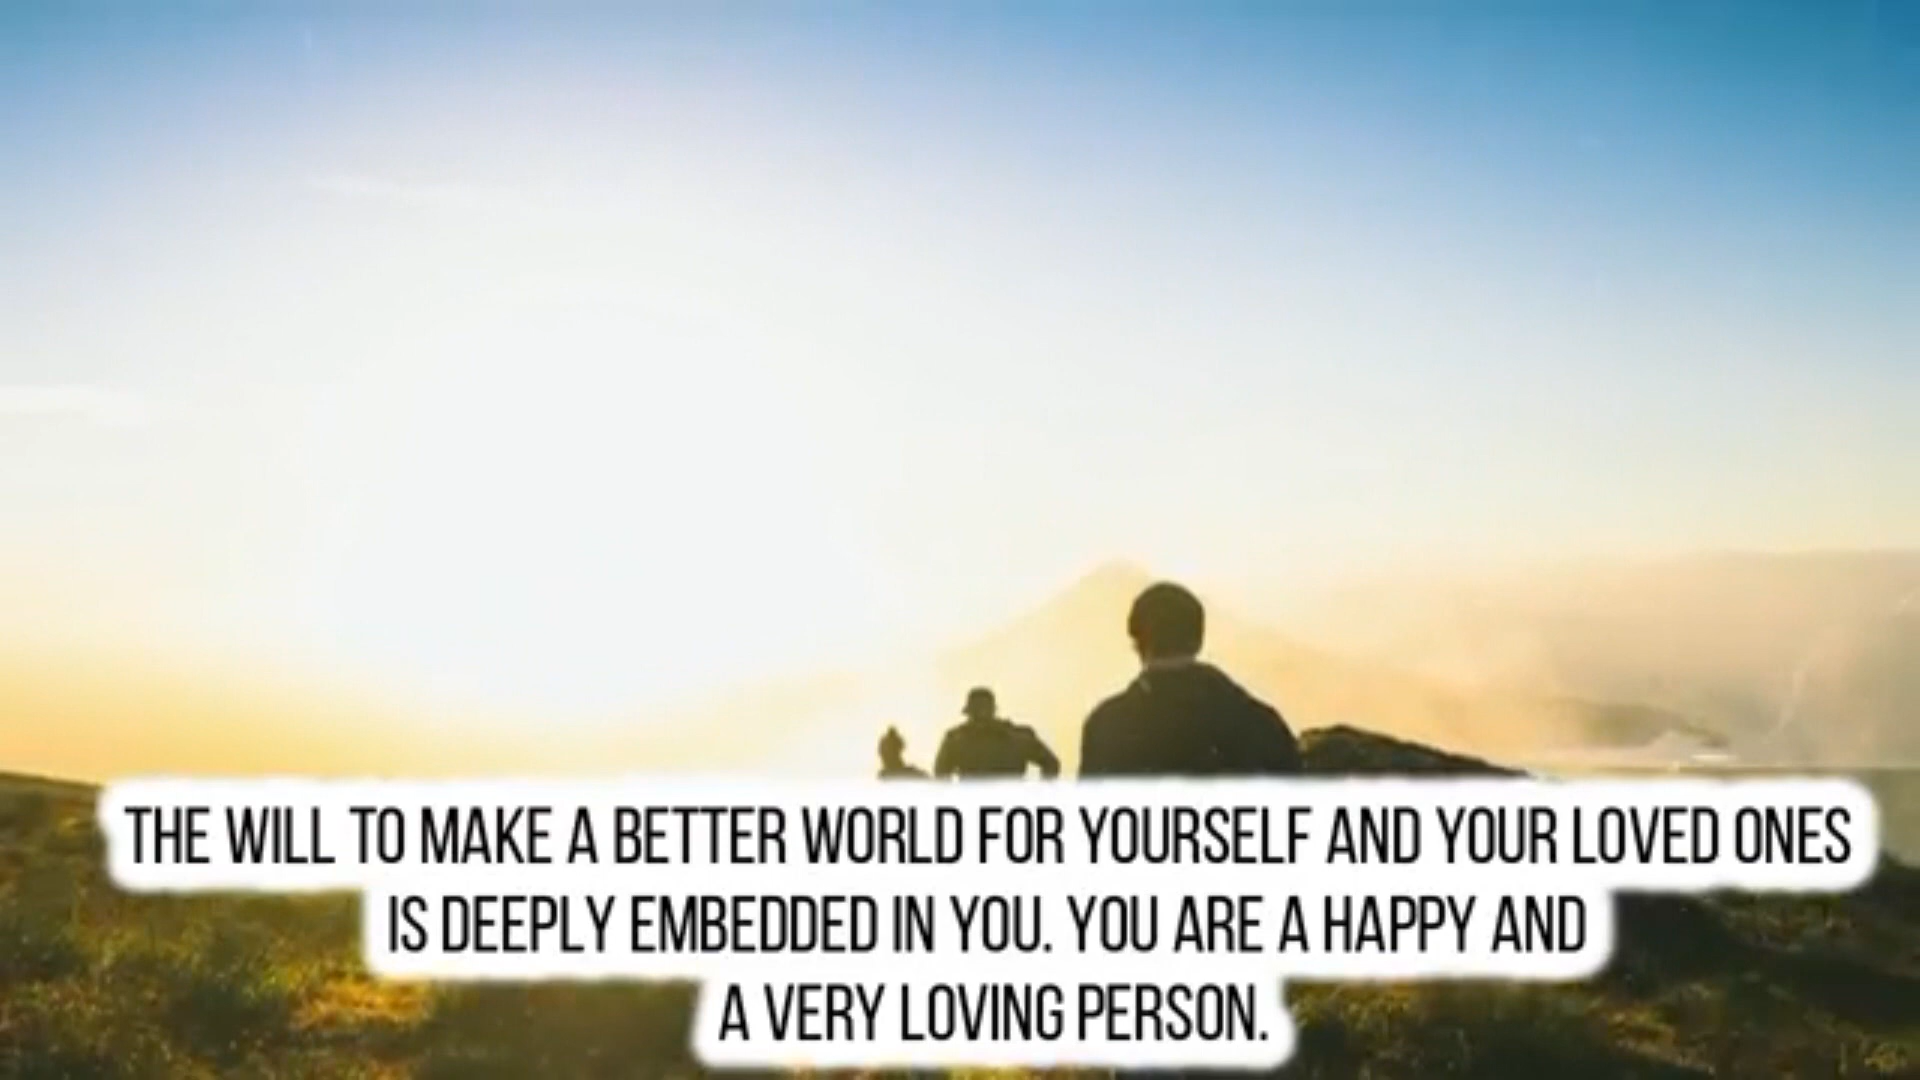 THE WILL TO MAKE A BETTER WORLD FOR YOURSELF AND YOUR LOVED ONES
IS DEEPLY EMBEDDED IN YOU. YOU ARE A HAPPY AND
A VERY LOVING PERSON.